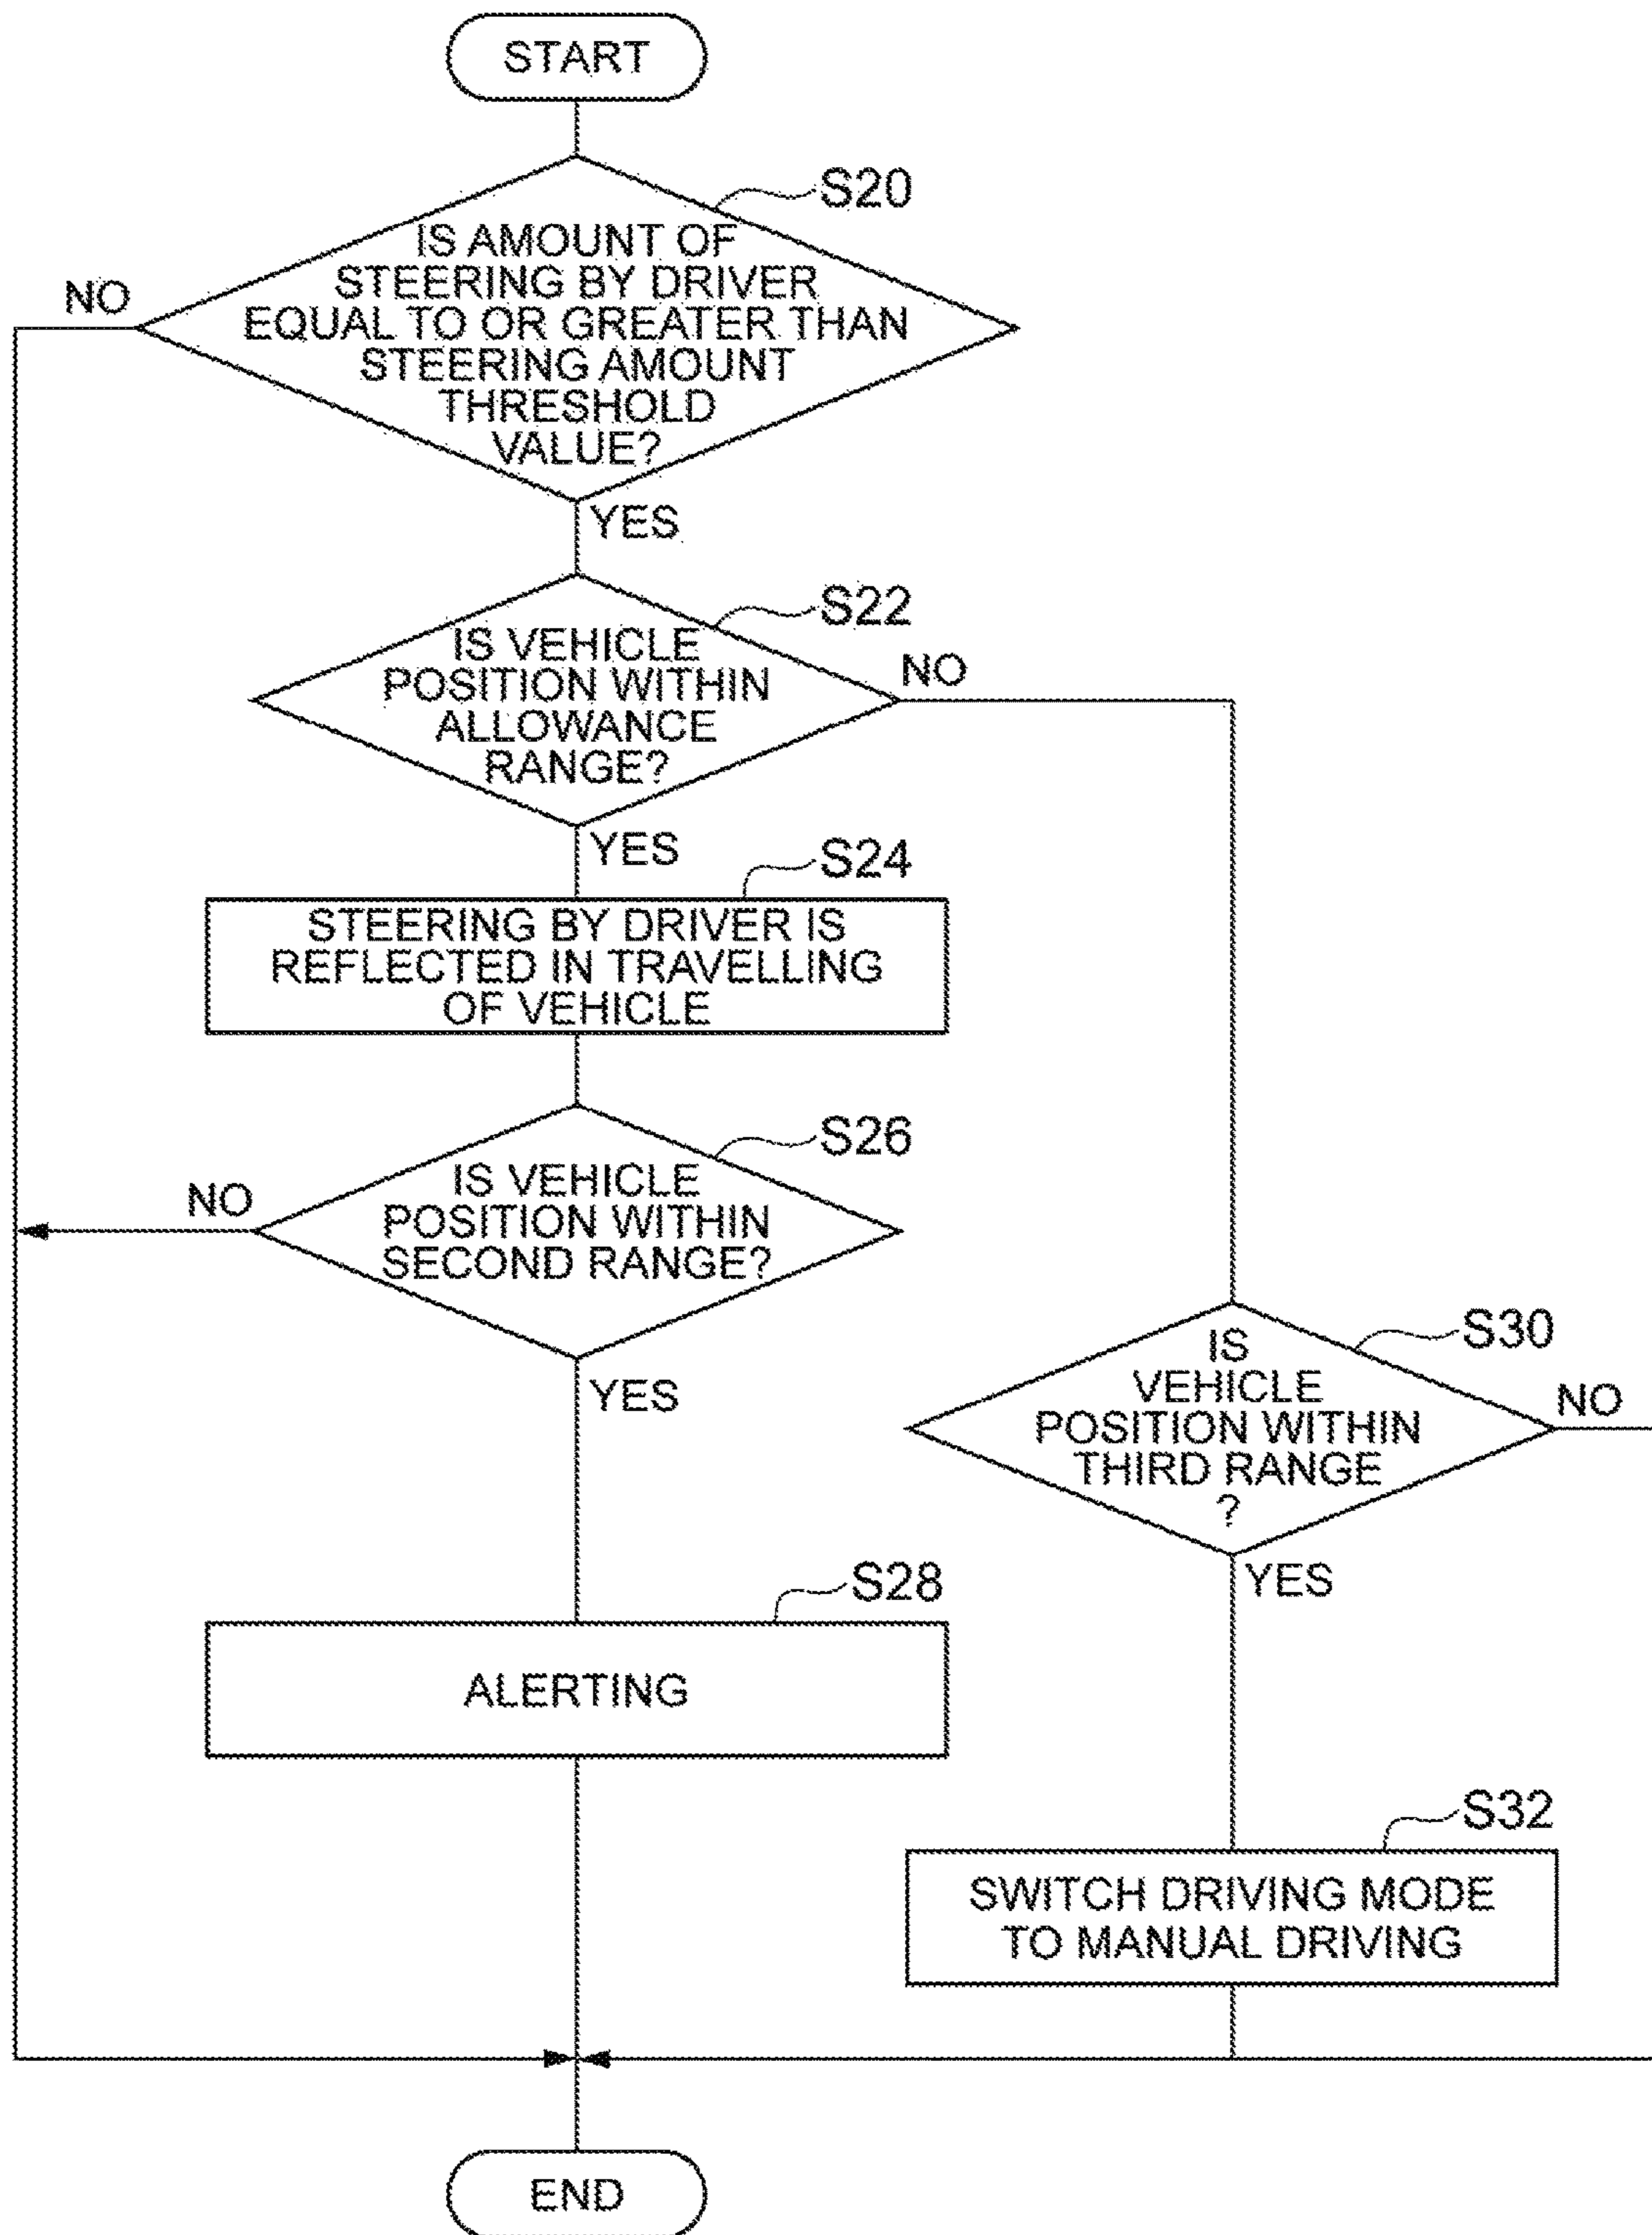 START
S20
IS AMOUNT OF
STEERING BY DRIVER
EQUAL TO OR GREATER THAN
STEERING AMOUNT
THRESHOLD
VALUE?
NO
YES
S22
IS VEHICLE
POSITION WITHIN
ALLOWANCE
RANGE?
NO
YES
S24
STEERING BY DRIVER IS
REFLECTED IN TRAVELLING
OF VEHICLE
S26
IS VEHICLE
POSITION WITHIN
SECOND RANGE?
NO
YES
S30
IS
VEHICLE
POSITION WITHIN
THIRD RANGE
?
NO
YES
S28
ALERTING
S32
SWITCH DRIVING MODE
TO MANUAL DRIVING
END